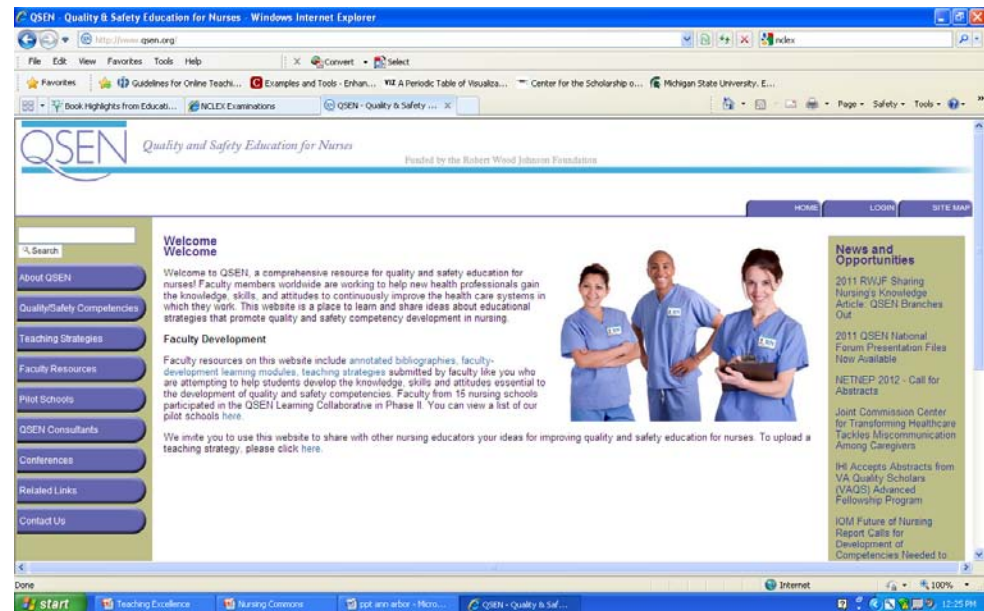 QSEN - Quality & Safety Education for Nurses - Windows Internet Explorer
http://www.qsen.org/
ndex
File Edit View Favorites Tools Help
X Convert Select
Favorites Guidelines for Online Teachi... Examples and Tools - Enhan... VIZ A Periodic Table of Visualiza... Center for the Scholarship o... Michigan State University. E...
Book Highlights from Educati... NCLEX Examinations QSEN - Quality & Safety ... X
Page Safety Tools
QSEN Quality and Safety Education for Nurses
Funded by the Robert Wood Johnson Foundation
HOME LOGIN SITE MAP
Search
About QSEN
Quality/Safety Competencies
Teaching Strategies
Faculty Resources
Pilot Schools
QSEN Consultants
Conferences
Related Links
Contact Us
Welcome
Welcome
Welcome to QSEN, a comprehensive resource for quality and safety education for
nurses! Faculty members worldwide are working to help new health professionals gain
the knowledge, skills, and attitudes to continuously improve the health care systems in
which they work. This website is a place to learn and share ideas about educational
strategies that promote quality and safety competency development in nursing.
Faculty Development
Faculty resources on this website include annotated bibliographies, faculty-
development learning modules, teaching strategies submitted by faculty like you who
are attempting to help students develop the knowledge, skills and attitudes essential to
the development of quality and safety competencies. Faculty from 15 nursing schools
participated in the QSEN Learning Collaborative in Phase II. You can view a list of our
pilot schools here.
We invite you to use this website to share with other nursing educators your ideas for improving quality and safety education for nurses. To upload a
teaching strategy, please click here.
News and
Opportunities
2011 RWJF Sharing
Nursing's Knowledge
Article: QSEN Branches
Out
2011 QSEN National
Forum Presentation Files
Now Available
NETNEP 2012 - Call for
Abstracts
Joint Commission Center
for Transforming Healthcare
Tackles Miscommunication
Among Caregivers
IHI Accepts Abstracts from
VA Quality Scholars
(VAQS) Advanced
Fellowship Program
IOM Future of Nursing
Report Calls for
Development of
Competencies Needed to
Done
Internet
100%
start
Teaching Excellence
Nursing Commons
ppt ann arbor - Micro...
QSEN - Quality & Saf...
12:25 PM